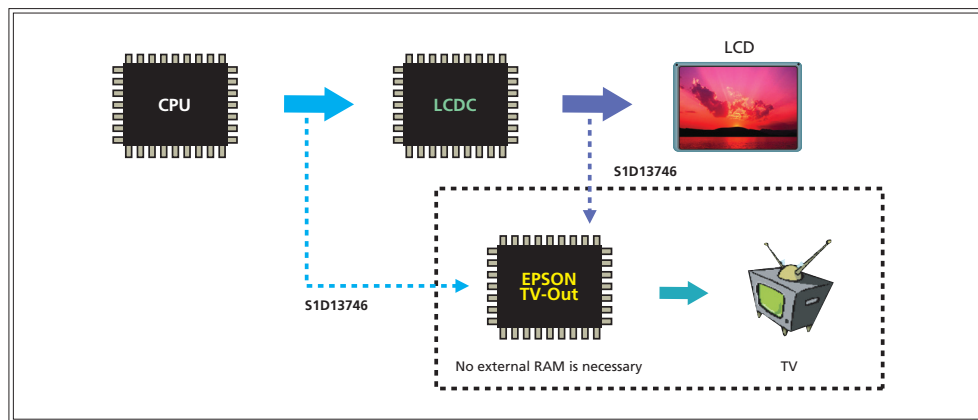 LCD
CPU
LCDC
S1D13746
EPSON
TV-Out
S1D13746
No external RAM is necessary
TV